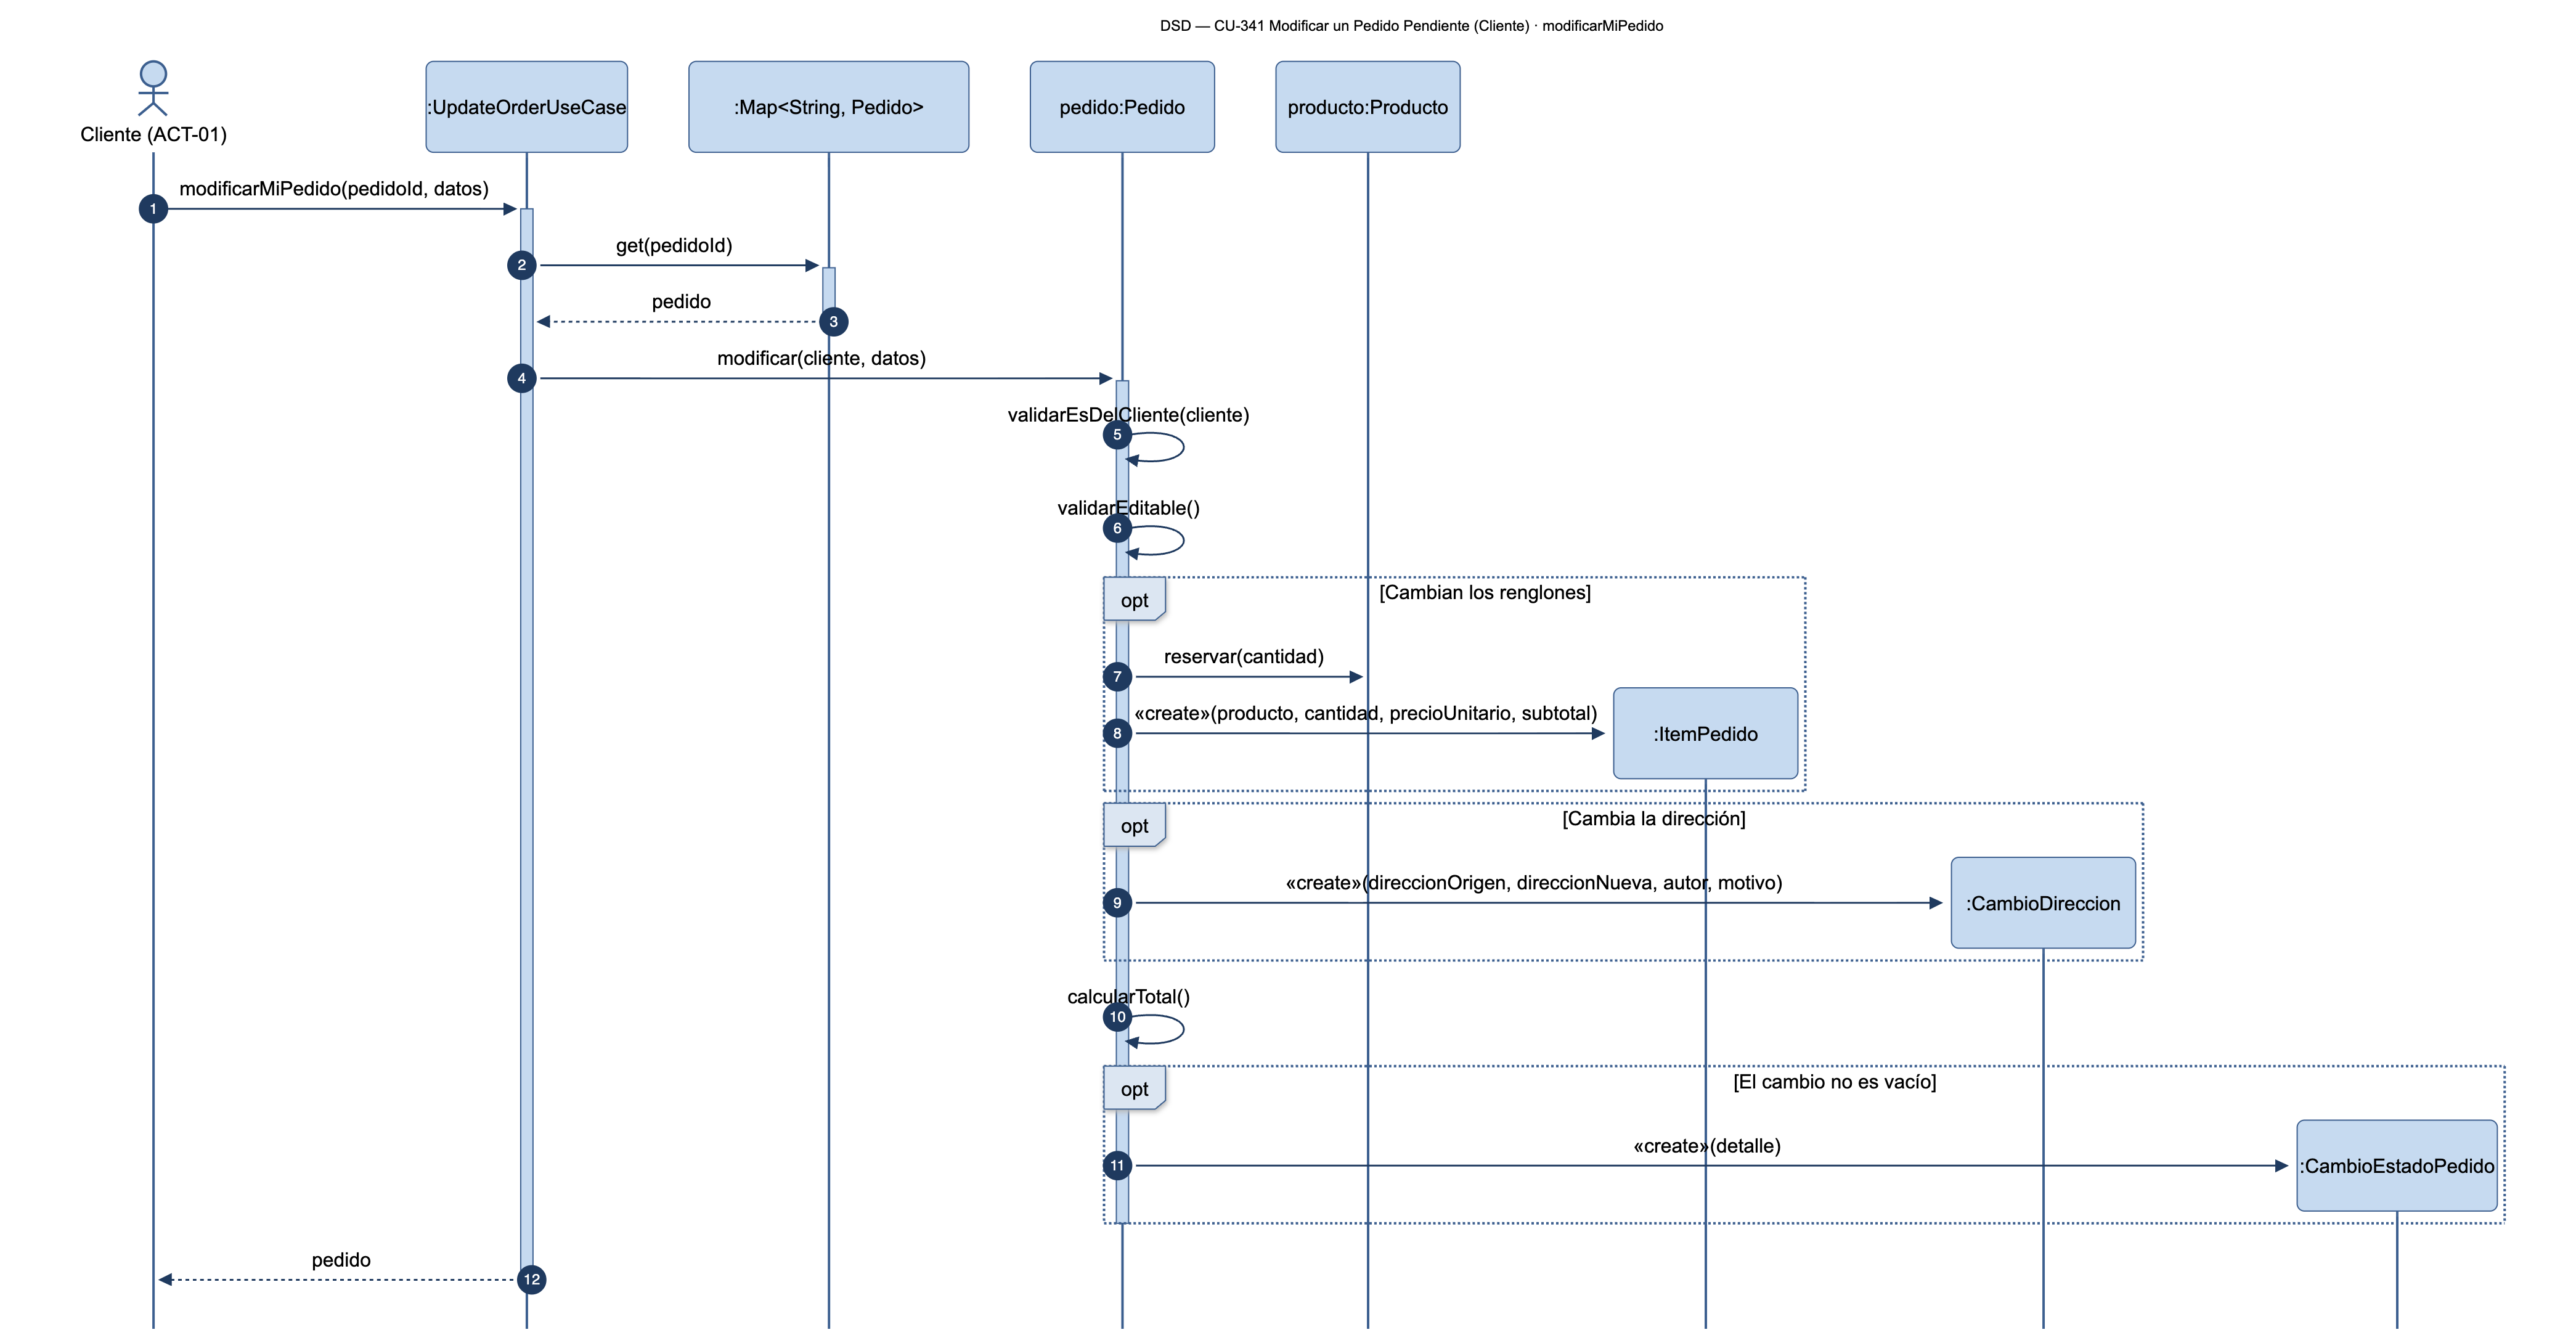 DSD — CU-341 Modificar un Pedido Pendiente (Cliente) · modificarMiPedido
Cliente (ACT-01)
:UpdateOrderUseCase
:Map<String, Pedido>
pedido:Pedido
producto:Producto
modificarMiPedido(pedidoId, datos)
1
get(pedidoId)
2
pedido
3
modificar(cliente, datos)
4
validarEsDelCliente(cliente)
5
validarEditable()
6
opt
[Cambian los renglones]
reservar(cantidad)
7
«create»(producto, cantidad, precioUnitario, subtotal)
8
:ItemPedido
opt
[Cambia la dirección]
«create»(direccionOrigen, direccionNueva, autor, motivo)
9
:CambioDireccion
calcularTotal()
10
opt
[El cambio no es vacío]
«create»(detalle)
11
:CambioEstadoPedido
pedido
12